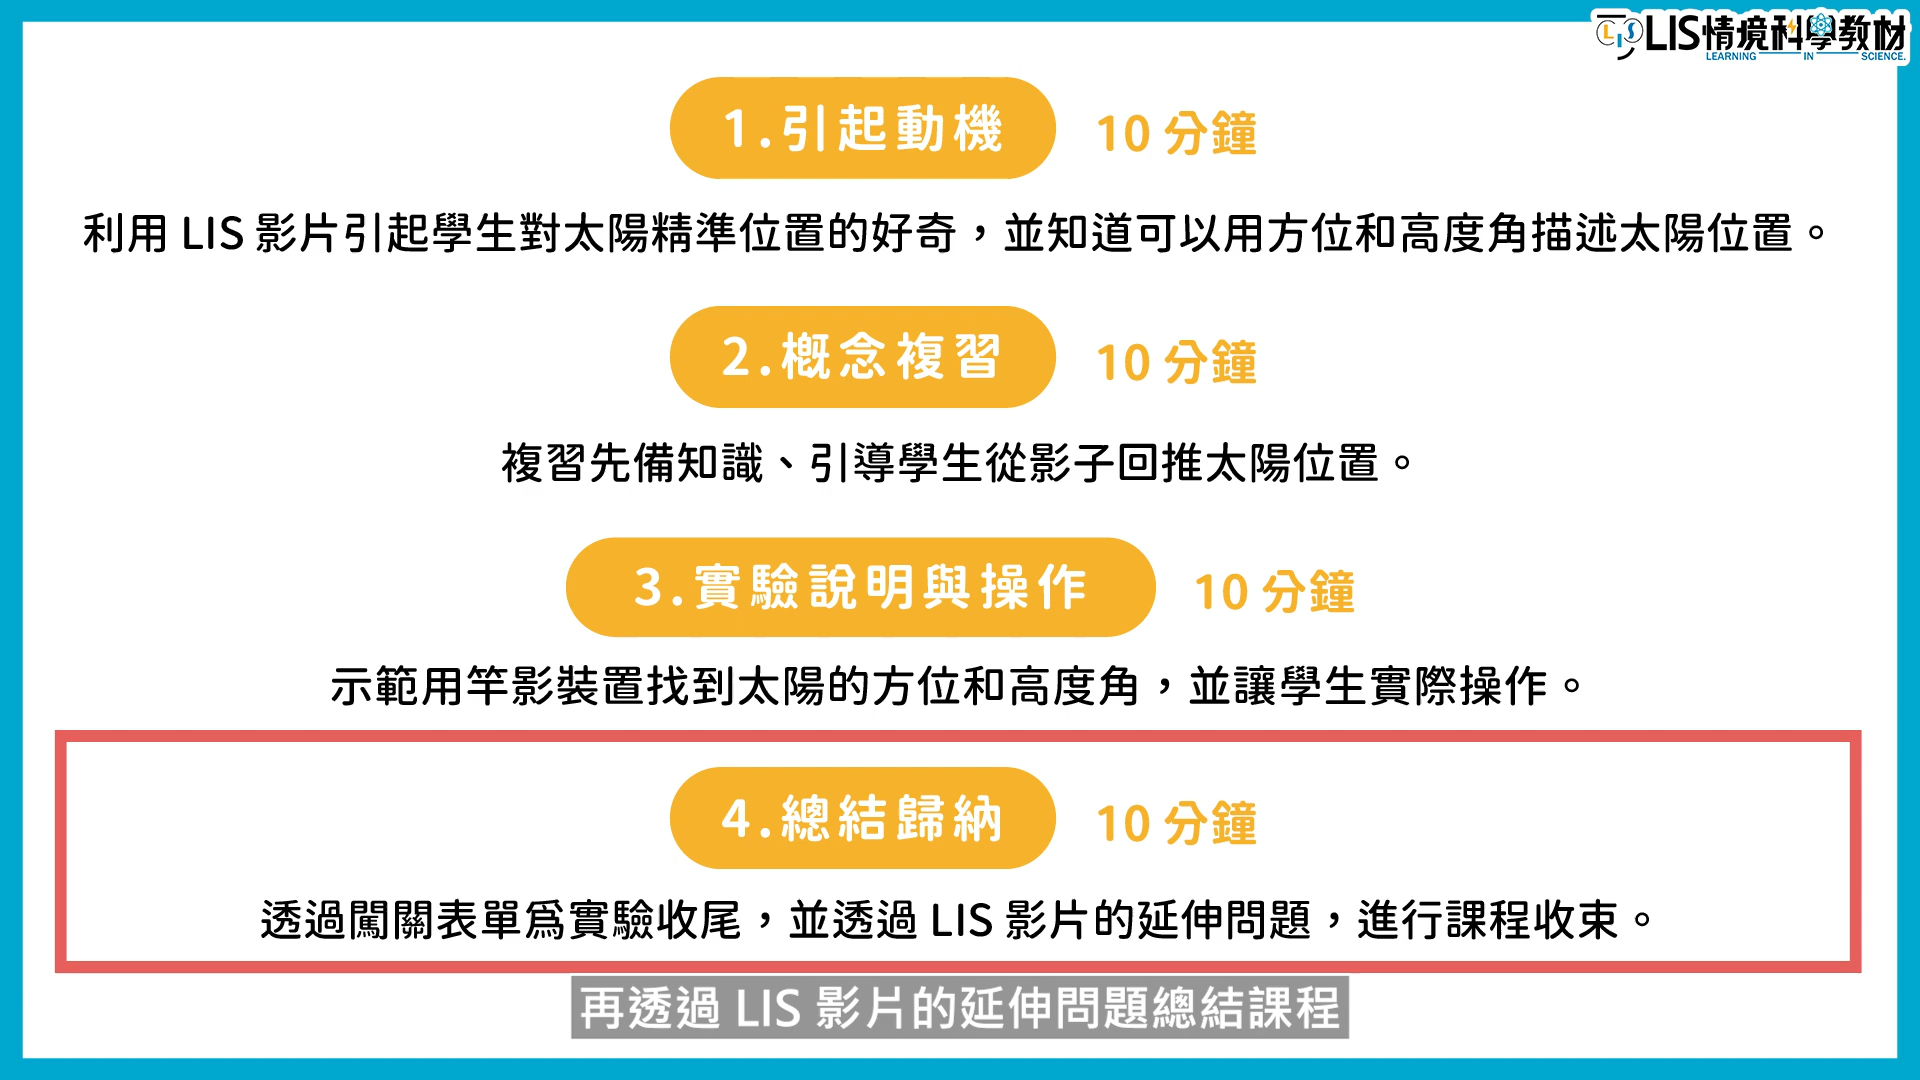 LIS情境科學教材
LEARNING IN SCIENCE.
1.引起動機 10 分鐘
利用 LIS 影片引起學生對太陽精準位置的好奇，並知道可以用方位和高度角描述太陽位置。
2.概念複習 10 分鐘
複習先備知識、引導學生從影子回推太陽位置。
3.實驗說明與操作 10 分鐘
示範用竿影裝置找到太陽的方位和高度角，並讓學生實際操作。
4.總結歸納 10 分鐘
透過闖關表單為實驗收尾，並透過 LIS 影片的延伸問題，進行課程收束。
再透過 LIS 影片的延伸問題總結課程